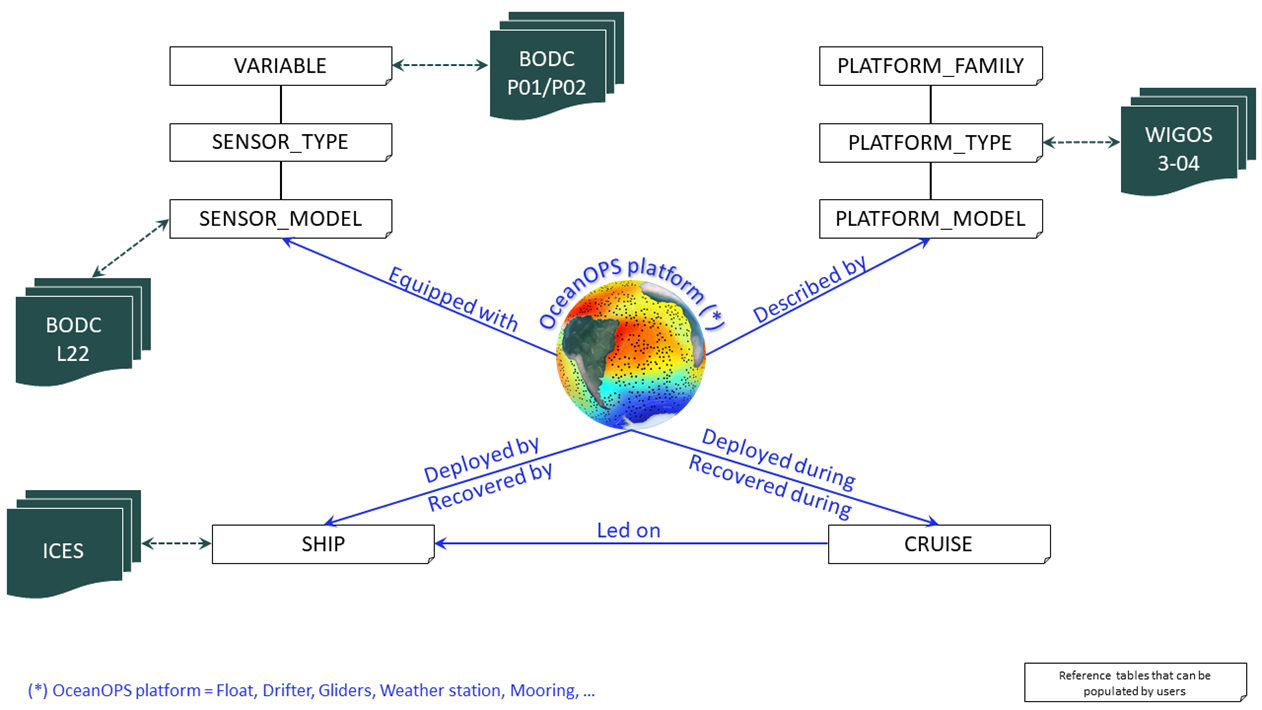 VARIABLE
BODC
P01/P02
PLATFORM_FAMILY
SENSOR_TYPE
PLATFORM_TYPE
WIGOS
3-04
SENSOR_MODEL
PLATFORM_MODEL
BODC
L22
Equipped with
OceanOPS platform (*)
Described by
Deployed by
Recovered by
Deployed during
Recovered during
ICES
SHIP
Led on
CRUISE
(*) OceanOPS platform = Float, Drifter, Gliders, Weather station, Mooring, ...
Reference tables that can be
populated by users